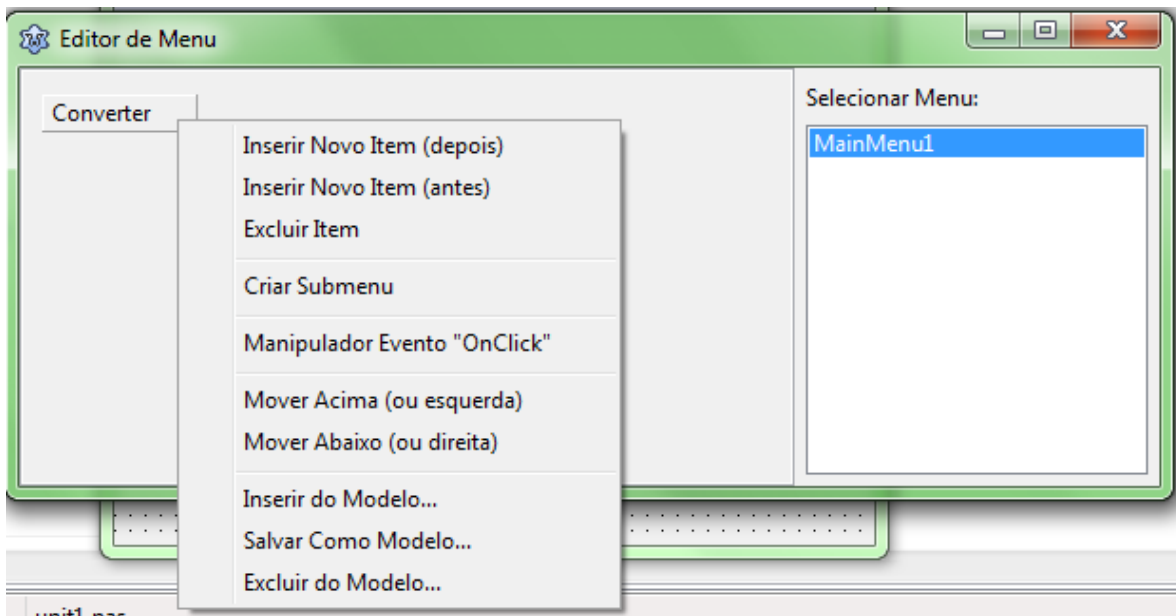 Editor de Menu
Converter
Selecionar Menu:
MainMenu1
Inserir Novo Item (depois)
Inserir Novo Item (antes)
Excluir Item
Criar Submenu
Manipulador Evento "OnClick"
Mover Acima (ou esquerda)
Mover Abaixo (ou direita)
Inserir do Modelo...
Salvar Como Modelo...
Excluir do Modelo...
unit1.pas